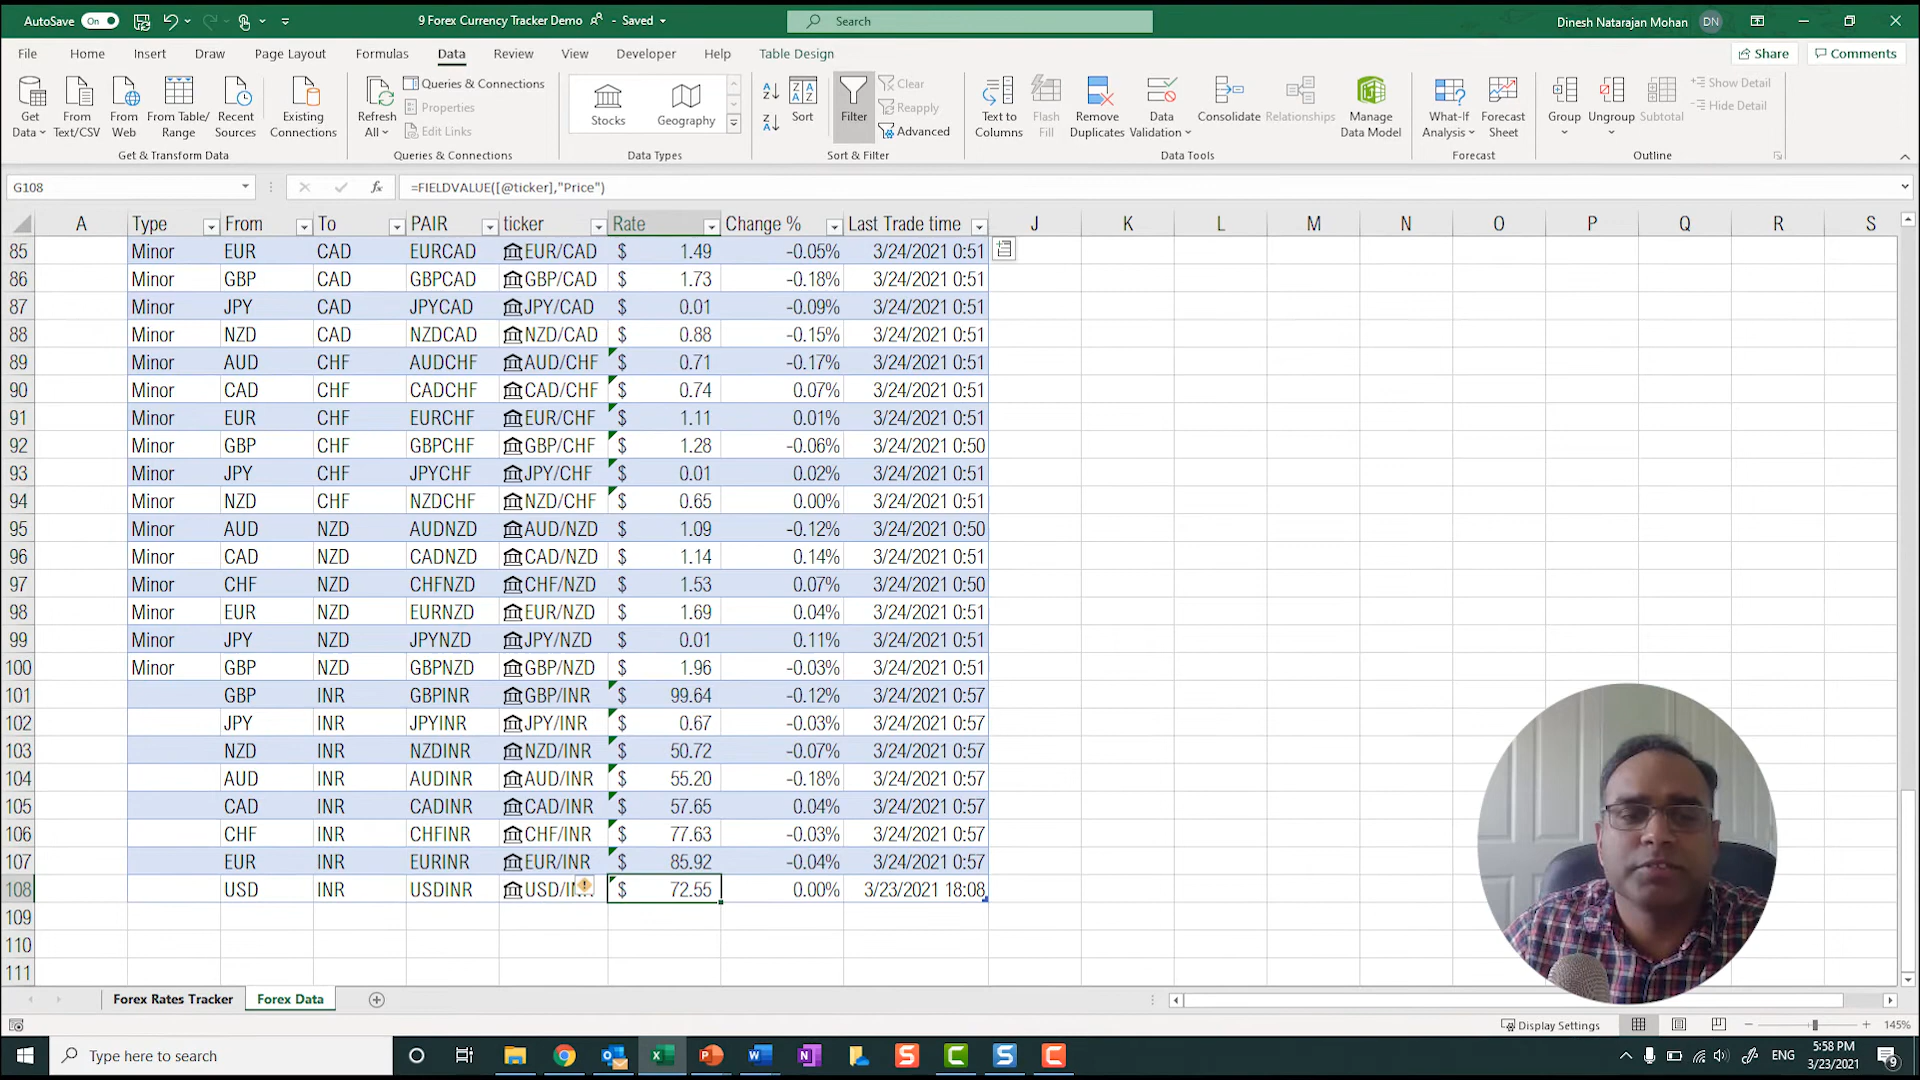 AutoSave On 9 Forex Currency Tracker Demo - Saved Search Dinesh Natarajan Mohan DN
File Home Insert Draw Page Layout Formulas Data Review View Developer Help Table Design Share Comments
Get Data From Text/CSV From Web From Table/Range Recent Sources Existing Connections
Get & Transform Data
Refresh All Queries & Connections Properties Edit Links
Queries & Connections
Stocks Geography
Data Types
Sort Filter Clear Reapply Advanced
Sort & Filter
Text to Columns Flash Fill Remove Duplicates Data Validation Consolidate Relationships Manage Data Model
Data Tools
What-If Analysis Forecast Sheet
Forecast
Group Ungroup Subtotal Show Detail Hide Detail
Outline
G108 fx =FIELDVALUE([@ticker],"Price")
A Type From To PAIR ticker Rate Change % Last Trade time J K L M N O P Q R S
85 Minor EUR CAD EURCAD EUR/CAD $ 1.49 -0.05% 3/24/2021 0:51
86 Minor GBP CAD GBPCAD GBP/CAD $ 1.73 -0.18% 3/24/2021 0:51
87 Minor JPY CAD JPYCAD JPY/CAD $ 0.01 -0.09% 3/24/2021 0:51
88 Minor NZD CAD NZDCAD NZD/CAD $ 0.88 -0.15% 3/24/2021 0:51
89 Minor AUD CHF AUDCHF AUD/CHF $ 0.71 -0.17% 3/24/2021 0:51
90 Minor CAD CHF CADCHF CAD/CHF $ 0.74 0.07% 3/24/2021 0:51
91 Minor EUR CHF EURCHF EUR/CHF $ 1.11 0.01% 3/24/2021 0:51
92 Minor GBP CHF GBPCHF GBP/CHF $ 1.28 -0.06% 3/24/2021 0:50
93 Minor JPY CHF JPYCHF JPY/CHF $ 0.01 0.02% 3/24/2021 0:51
94 Minor NZD CHF NZDCHF NZD/CHF $ 0.65 0.00% 3/24/2021 0:51
95 Minor AUD NZD AUDNZD AUD/NZD $ 1.09 -0.12% 3/24/2021 0:50
96 Minor CAD NZD CADNZD CAD/NZD $ 1.14 0.14% 3/24/2021 0:51
97 Minor CHF NZD CHFNZD CHF/NZD $ 1.53 0.07% 3/24/2021 0:50
98 Minor EUR NZD EURNZD EUR/NZD $ 1.69 0.04% 3/24/2021 0:51
99 Minor JPY NZD JPYNZD JPY/NZD $ 0.01 0.11% 3/24/2021 0:51
100 Minor GBP NZD GBPNZD GBP/NZD $ 1.96 -0.03% 3/24/2021 0:51
101 GBP INR GBPINR GBP/INR $ 99.64 -0.12% 3/24/2021 0:57
102 JPY INR JPYINR JPY/INR $ 0.67 -0.03% 3/24/2021 0:57
103 NZD INR NZDINR NZD/INR $ 50.72 -0.07% 3/24/2021 0:57
104 AUD INR AUDINR AUD/INR $ 55.20 -0.18% 3/24/2021 0:57
105 CAD INR CADINR CAD/INR $ 57.65 0.04% 3/24/2021 0:57
106 CHF INR CHFINR CHF/INR $ 77.63 -0.03% 3/24/2021 0:57
107 EUR INR EURINR EUR/INR $ 85.92 -0.04% 3/24/2021 0:57
108 USD INR USDINR $ 72.55 0.00% 3/23/2021 18:08
109
110
111
Forex Rates Tracker Forex Data
Display Settings 145%
Type here to search ENG 5:58 PM
3/23/2021 9